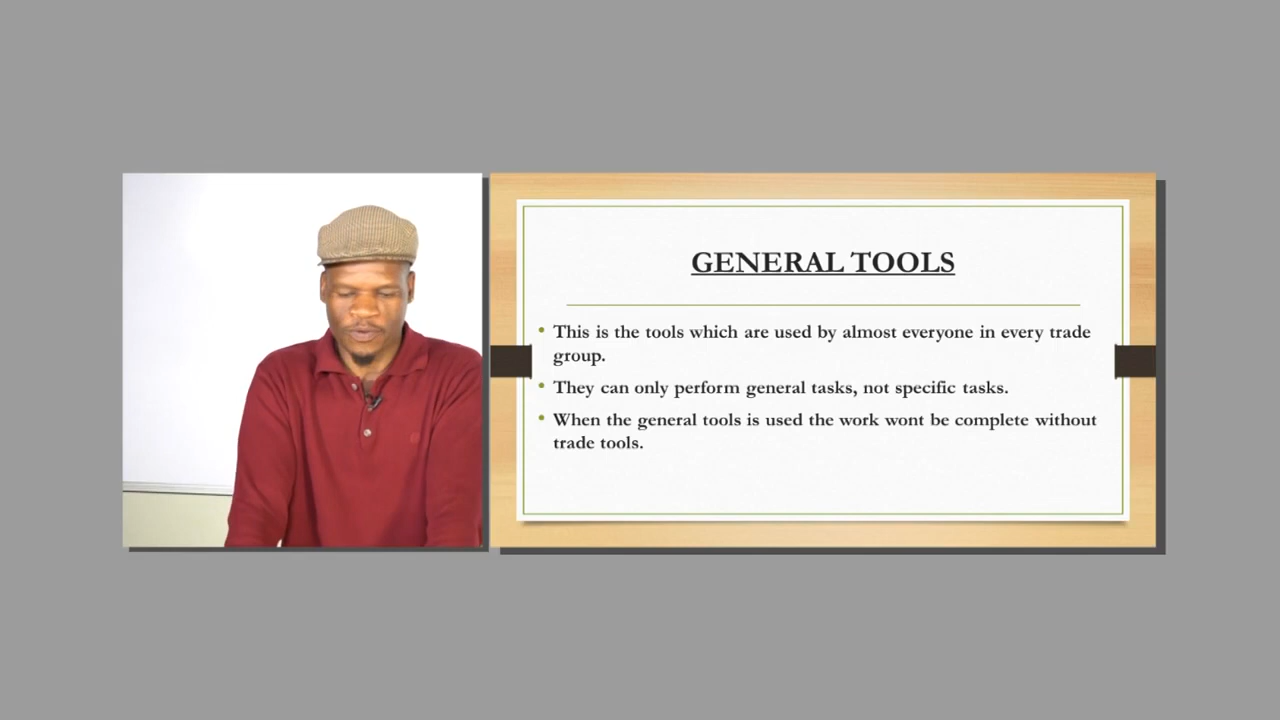 GENERAL TOOLS
• This is the tools which are used by almost everyone in every trade
group.
• They can only perform general tasks, not specific tasks.
• When the general tools is used the work wont be complete without
trade tools.